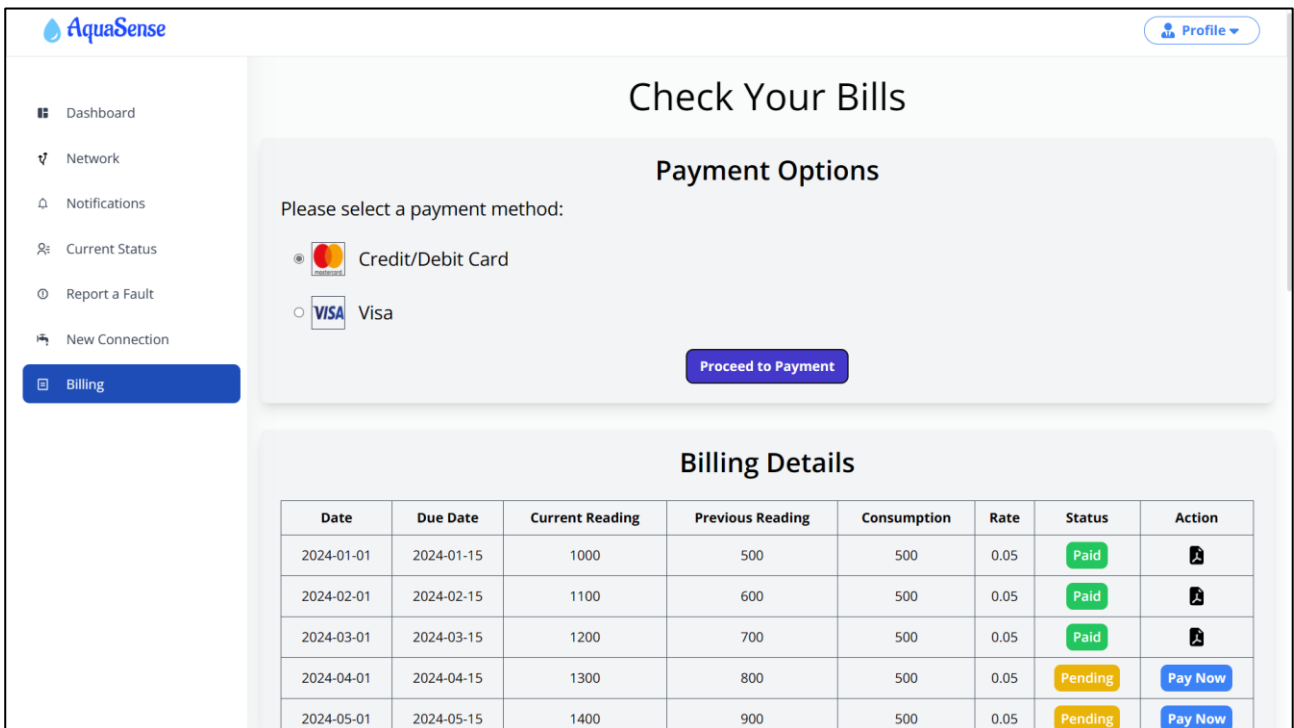 AquaSense
Profile
Dashboard
Network
Notifications
Current Status
Report a Fault
New Connection
Billing
Check Your Bills
Payment Options
Please select a payment method:
mastercard
Credit/Debit Card
VISA
Visa
Proceed to Payment
Billing Details
Date Due Date Current Reading Previous Reading Consumption Rate Status Action
2024-01-01 2024-01-15 1000 500 500 0.05 Paid
2024-02-01 2024-02-15 1100 600 500 0.05 Paid
2024-03-01 2024-03-15 1200 700 500 0.05 Paid
2024-04-01 2024-04-15 1300 800 500 0.05 Pending Pay Now
2024-05-01 2024-05-15 1400 900 500 0.05 Pending Pay Now